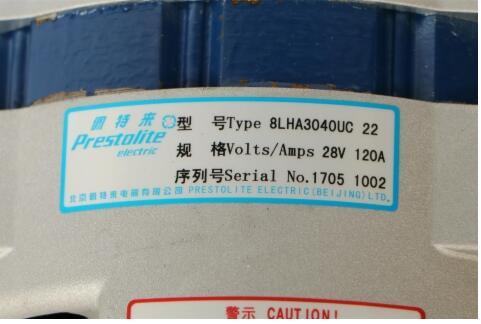 佩特来
Prestolite
electric
型 号Type 8LHA3040UC 22
规 格Volts/Amps 28V 120A
序列号Serial No.1705 1002
北京佩特来电器有限公司 PRESTOLITE ELECTRIC(BEIJING)LTD.
警示 CAUTION!